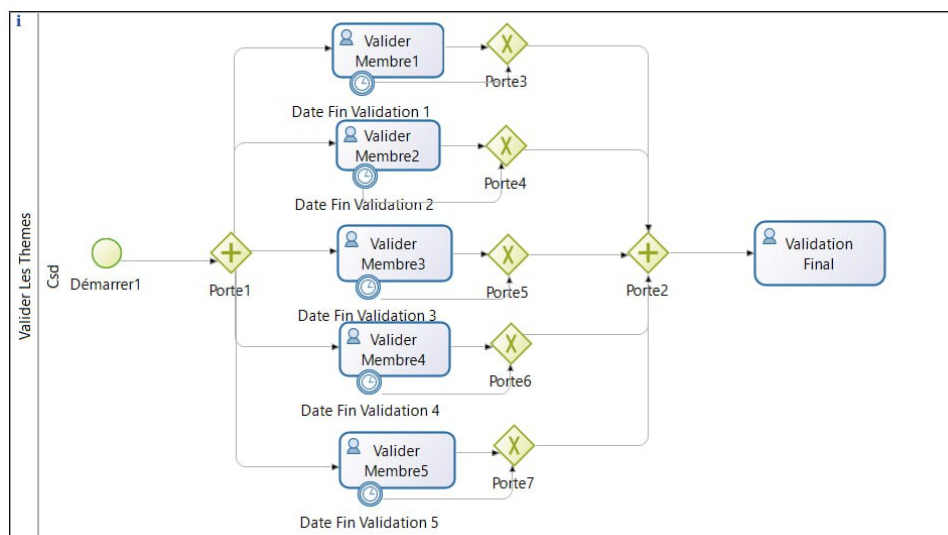 i
Valider Les Themes
Csd
Démarrer1
Porte1
Valider
Membre1
Porte3
Date Fin Validation 1
Valider
Membre2
Porte4
Date Fin Validation 2
Valider
Membre3
Porte5
Date Fin Validation 3
Valider
Membre4
Porte6
Date Fin Validation 4
Valider
Membre5
Porte7
Date Fin Validation 5
Porte2
Validation
Final